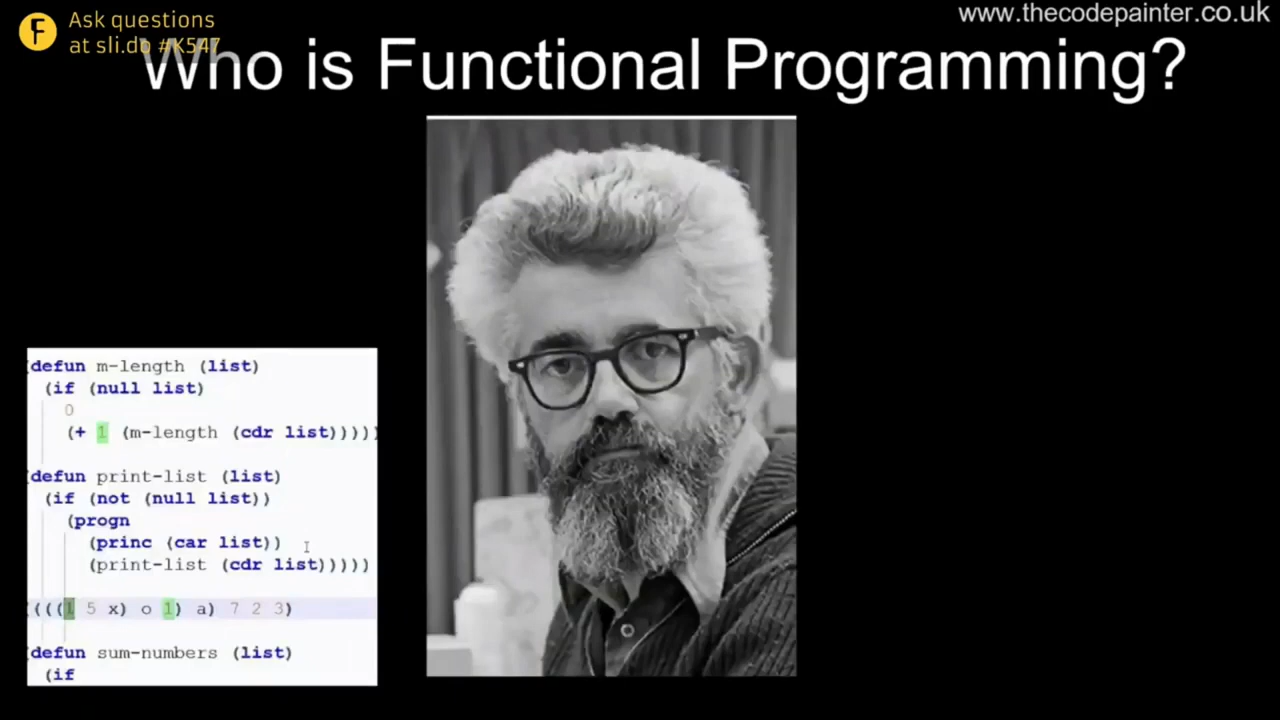 Ask questions
at sli.do #K547
www.thecodepainter.co.uk
Who is Functional Programming?
(defun m-length (list)
(if (null list)
0
(+ 1 (m-length (cdr list)))))
(defun print-list (list)
(if (not (null list))
(progn
(princ (car list))
(print-list (cdr list)))))
((((1 5 x) o 1) a) 7 2 3)
(defun sum-numbers (list)
(if